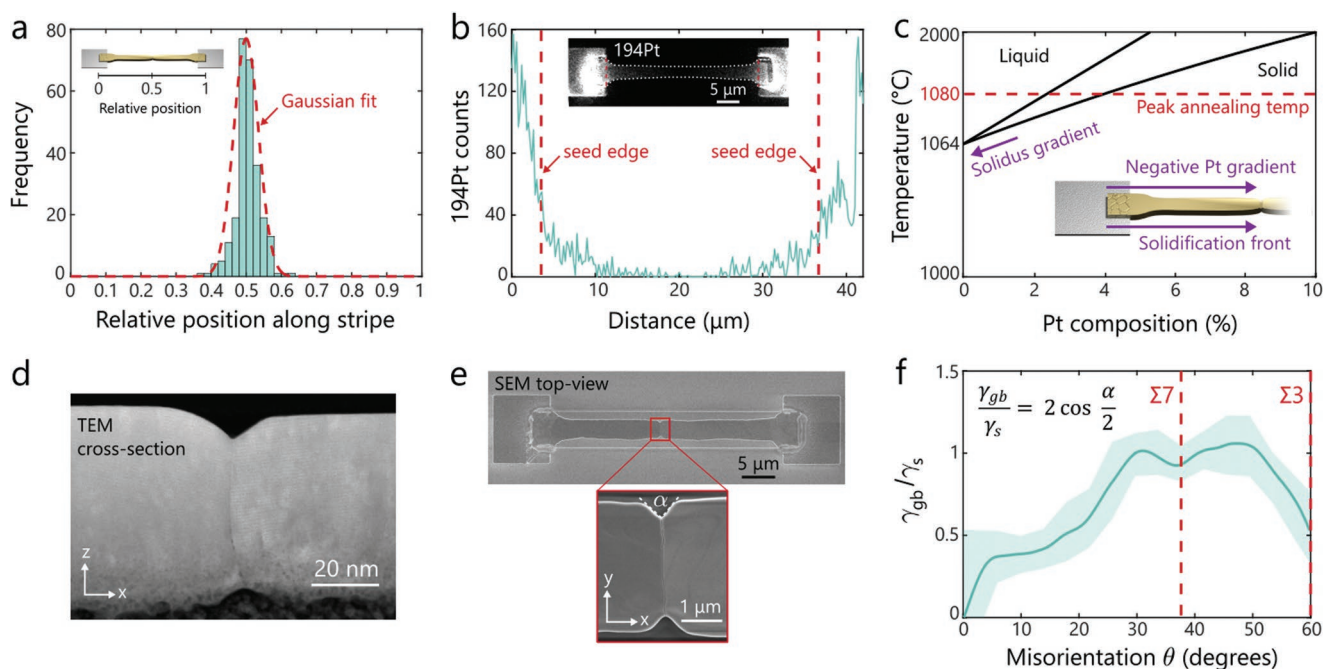 a
80
60
40
20
0
Frequency
0 0.5 1
Relative position
Gaussian fit
0 0.1 0.2 0.3 0.4 0.5 0.6 0.7 0.8 0.9 1
Relative position along stripe
b
160
120
80
40
0
194Pt counts
194Pt
5 μm
seed edge
seed edge
0 10 20 30 40
Distance (μm)
c
2000
1080
1064
1000
Temperature (°C)
Liquid
Solid
Peak annealing temp
Solidus gradient
Negative Pt gradient
Solidification front
0 2 4 6 8 10
Pt composition (%)
d
TEM
cross-section
z
x
20 nm
e
SEM top-view
5 μm
α
y
x
1 μm
f
1.5
1
0.5
0
γgb/γs
γgb/γs = 2 cos α/2
Σ7
Σ3
0 10 20 30 40 50 60
Misorientation θ (degrees)